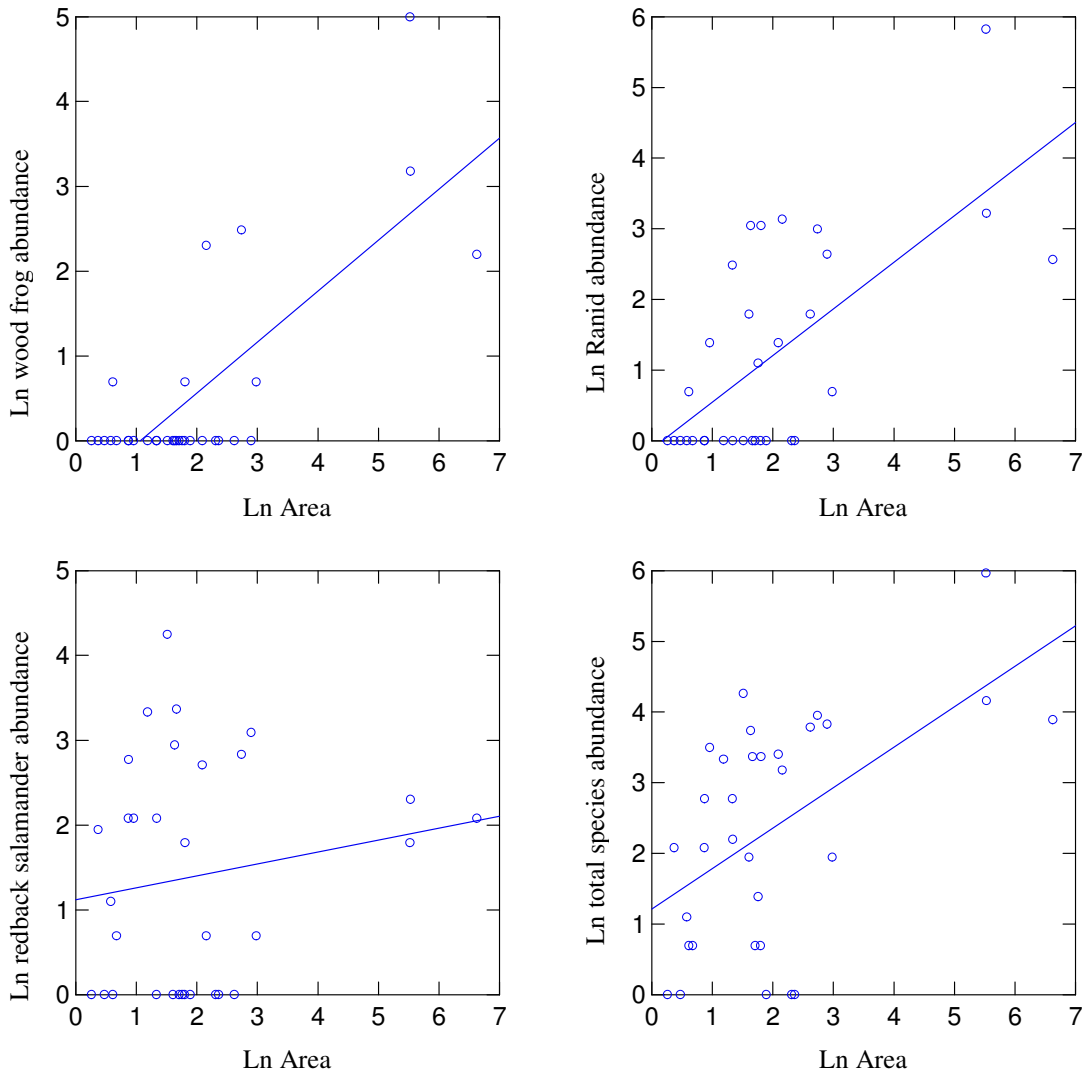 5
4
3
2
1
0
0 1 2 3 4 5 6 7
Ln wood frog abundance
Ln Area
6
5
4
3
2
1
0
0 1 2 3 4 5 6 7
Ln Ranid abundance
Ln Area
5
4
3
2
1
0
0 1 2 3 4 5 6 7
Ln redback salamander abundance
Ln Area
6
5
4
3
2
1
0
0 1 2 3 4 5 6 7
Ln total species abundance
Ln Area